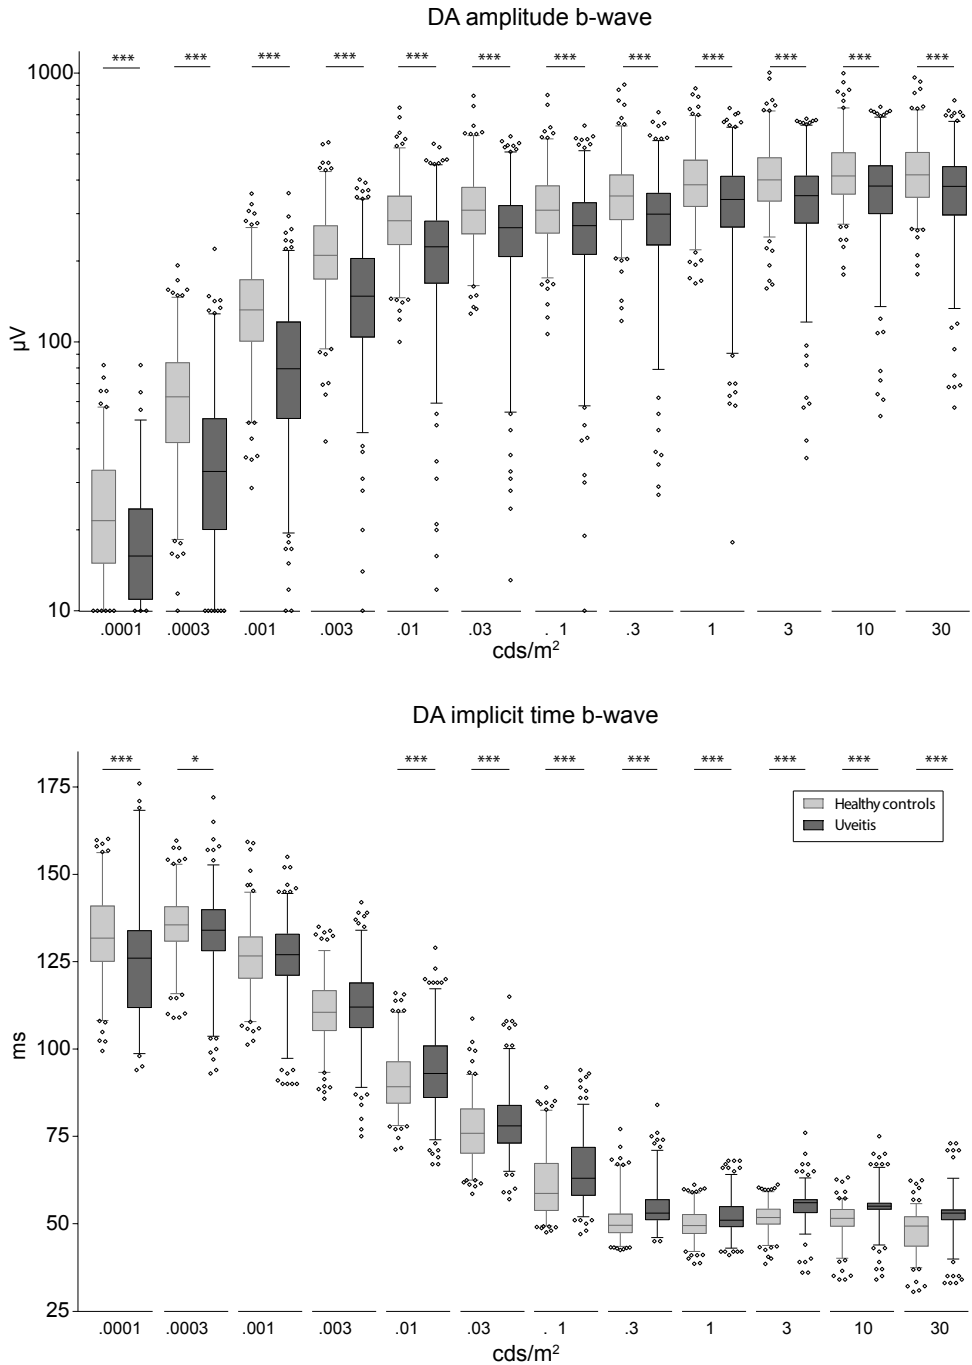 DA amplitude b-wave
*** *** *** *** *** *** *** *** *** *** *** ***
1000
100
10
µV
.0001 .0003 .001 .003 .01 .03 . 1 .3 1 3 10 30
cds/m²
DA implicit time b-wave
*** * *** *** *** *** *** *** *** ***
175
150
125
100
75
50
25
ms
Healthy controls
Uveitis
.0001 .0003 .001 .003 .01 .03 . 1 .3 1 3 10 30
cds/m²